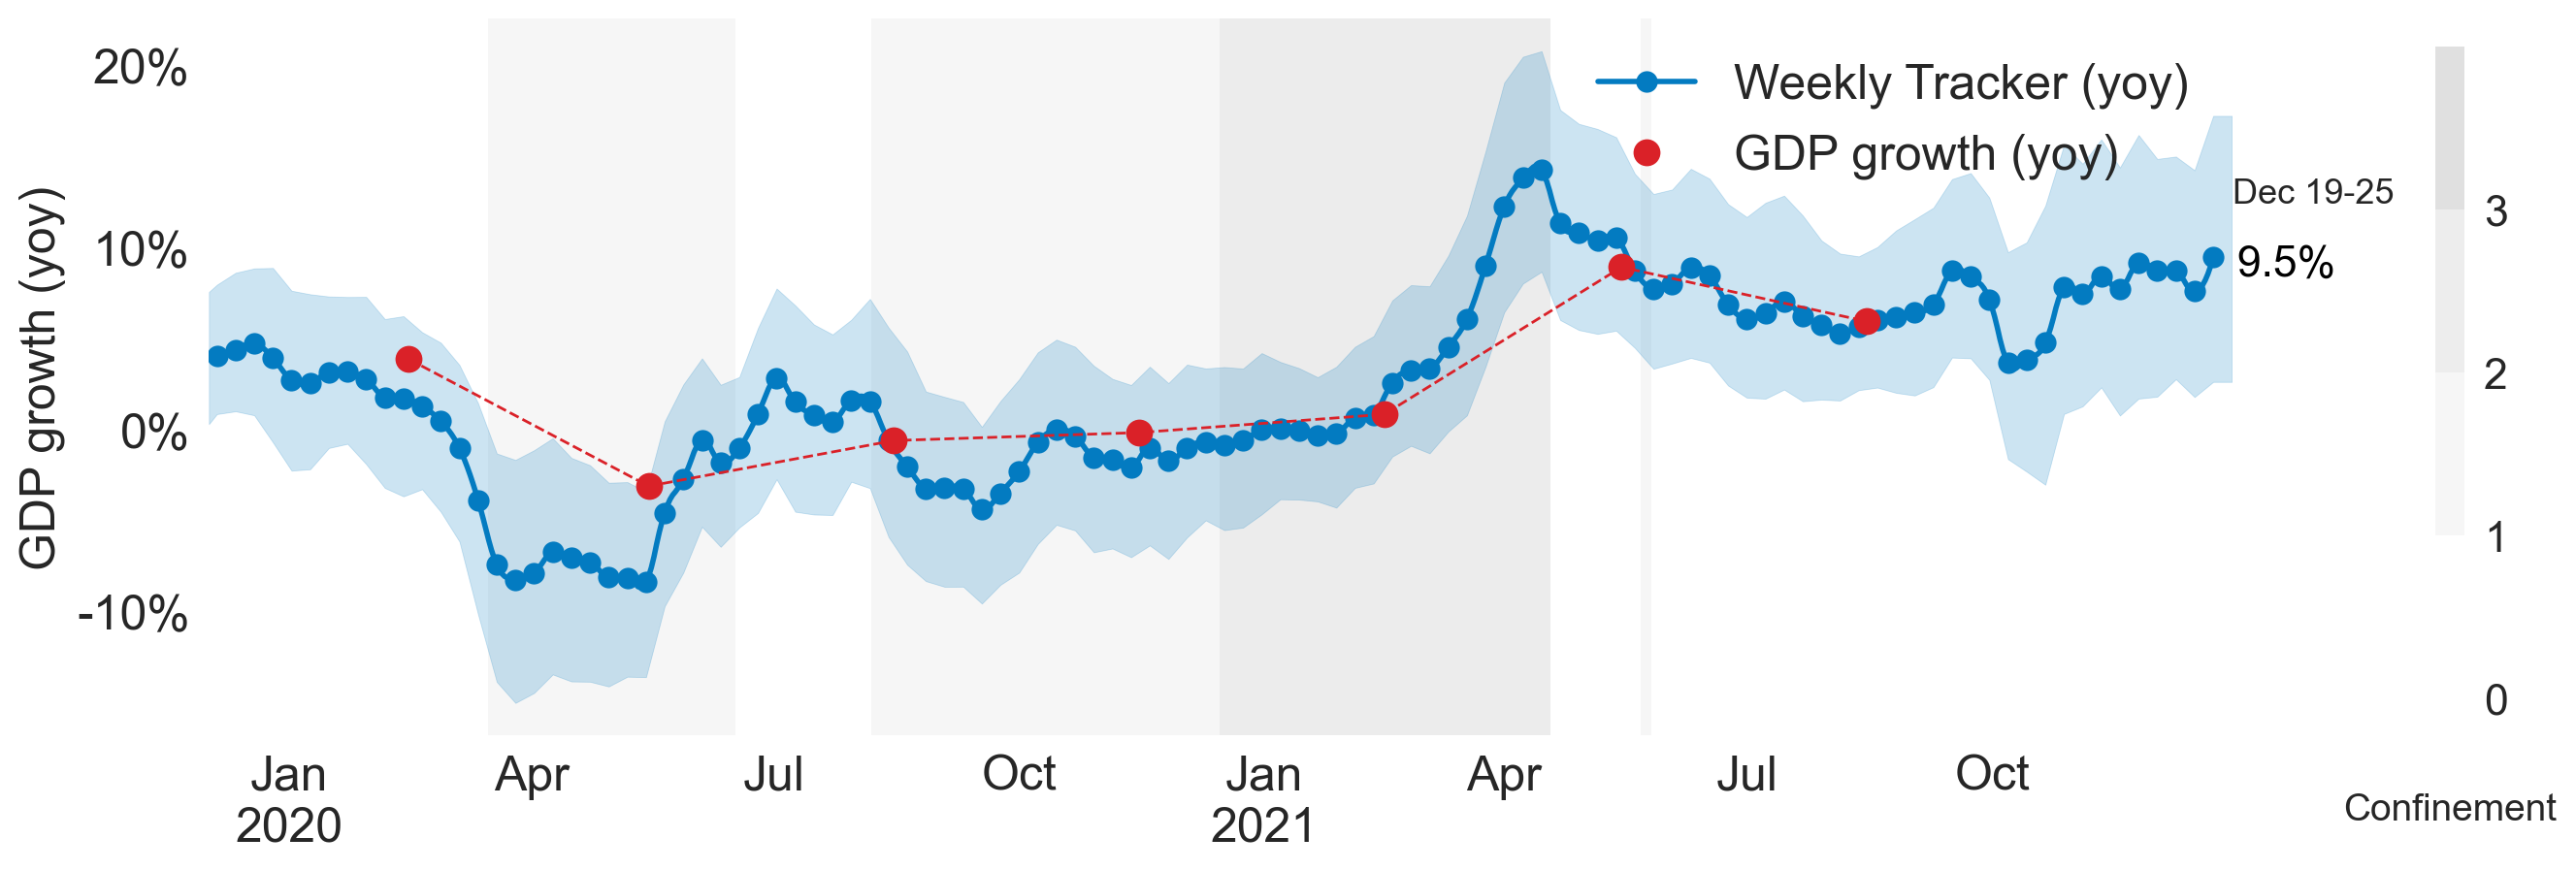 GDP growth (yoy)
20%
10%
0%
-10%
Weekly Tracker (yoy)
GDP growth (yoy)
Dec 19-25
9.5%
3
2
1
0
Confinement
Jan Apr Jul Oct Jan Apr Jul Oct
2020 2021